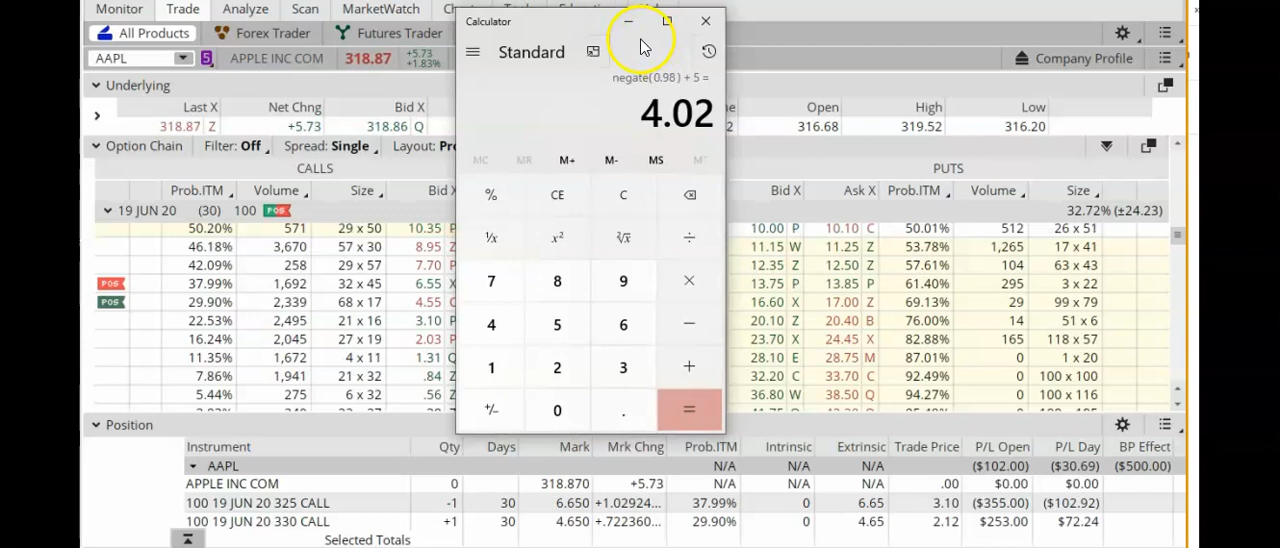 Monitor Trade Analyze Scan MarketWatch
All Products Forex Trader Futures Trader
AAPL 5 APPLE INC COM 318.87 +5.73 +1.83% Company Profile
Underlying
Last X Net Chng Bid X Open High Low
318.87 Z +5.73 318.86 Q 316.68 319.52 316.20
Option Chain Filter: Off Spread: Single Layout:
CALLS PUTS
Prob.ITM Volume Size Bid X Bid X Ask X Prob.ITM Volume Size
19 JUN 20 (30) 100 POS 32.72% (±24.23)
50.20% 571 29 x 50 10.35 P 10.00 P 10.10 C 50.01% 512 26 x 51
46.18% 3,670 57 x 30 8.95 Z 11.15 W 11.25 Z 53.78% 1,265 17 x 41
42.09% 258 29 x 57 7.70 12.35 Z 12.50 Z 57.61% 104 63 x 43
POS 37.99% 1,692 32 x 45 6.55 X 13.75 P 13.85 P 61.40% 295 3 x 22
POS 29.90% 2,339 68 x 17 4.55 16.60 X 17.00 Z 69.13% 29 99 x 79
22.53% 2,495 21 x 16 3.10 P 20.10 Z 20.40 B 76.00% 14 51 x 6
16.24% 2,045 27 x 19 2.03 23.70 X 24.45 X 82.88% 165 118 x 57
11.35% 1,672 4 x 11 1.31 Q 28.10 E 28.75 M 87.01% 0 1 x 20
7.86% 1,941 21 x 32 .84 Z 32.20 C 33.70 C 92.49% 0 100 x 100
5.44% 275 6 x 32 .56 Z 36.80 W 38.50 Q 94.27% 0 100 x 116
Calculator
Standard
negate( 0.98 ) + 5 =
4.02
MC MR M+ M- MS
% CE C
¹/x x² ²√x ÷
7 8 9 ×
4 5 6 −
1 2 3 +
+/- 0 . =
Position
Instrument Qty Days Mark Mrk Chng Prob.ITM Intrinsic Extrinsic Trade Price P/L Open P/L Day BP Effect
AAPL N/A N/A N/A ($102.00) ($30.69) ($500.00)
APPLE INC COM 0 318.870 +5.73 N/A N/A N/A .00 $0.00 $0.00
100 19 JUN 20 325 CALL -1 30 6.650 +1.02924... 37.99% 0 6.65 3.10 ($355.00) ($102.92)
100 19 JUN 20 330 CALL +1 30 4.650 +.722360... 29.90% 0 4.65 2.12 $253.00 $72.24
Selected Totals